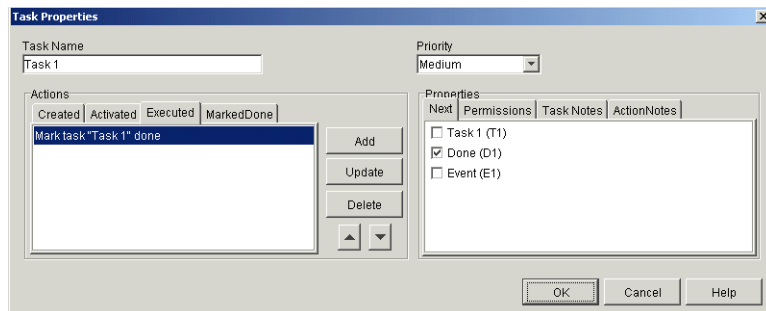 Task Properties
Task Name
Task 1
Priority
Medium
Actions
Created Activated Executed MarkedDone
Mark task "Task 1" done
Add
Update
Delete
Properties
Next Permissions Task Notes ActionNotes
Task 1 (T1)
Done (D1)
Event (E1)
OK Cancel Help